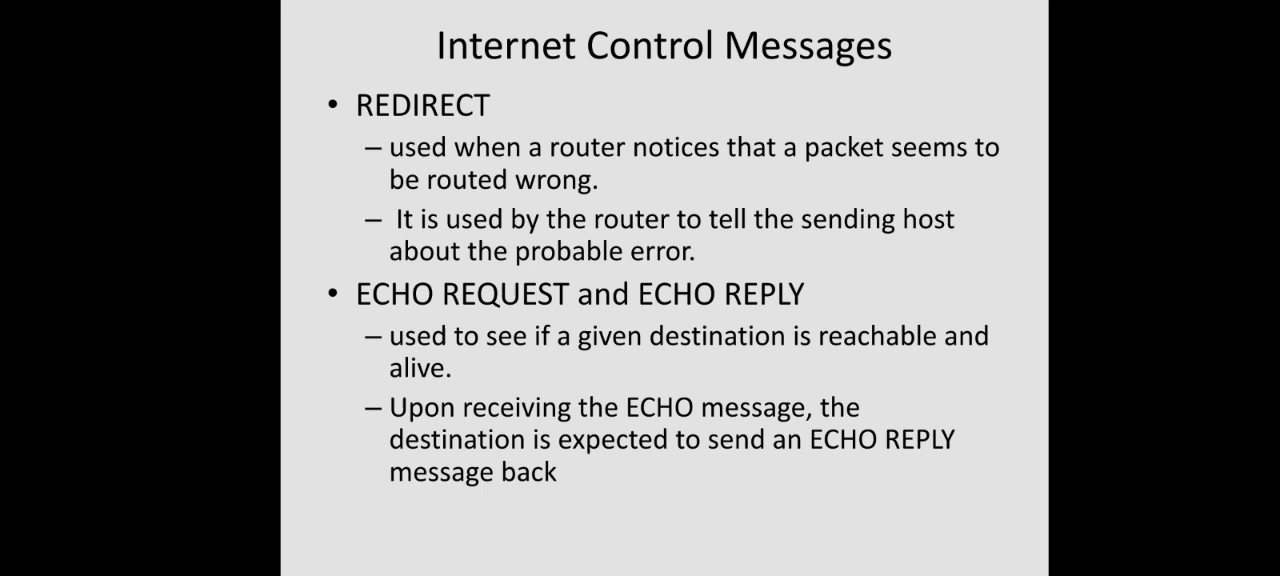 Internet Control Messages
• REDIRECT
– used when a router notices that a packet seems to
be routed wrong.
– It is used by the router to tell the sending host
about the probable error.
• ECHO REQUEST and ECHO REPLY
– used to see if a given destination is reachable and
alive.
– Upon receiving the ECHO message, the
destination is expected to send an ECHO REPLY
message back